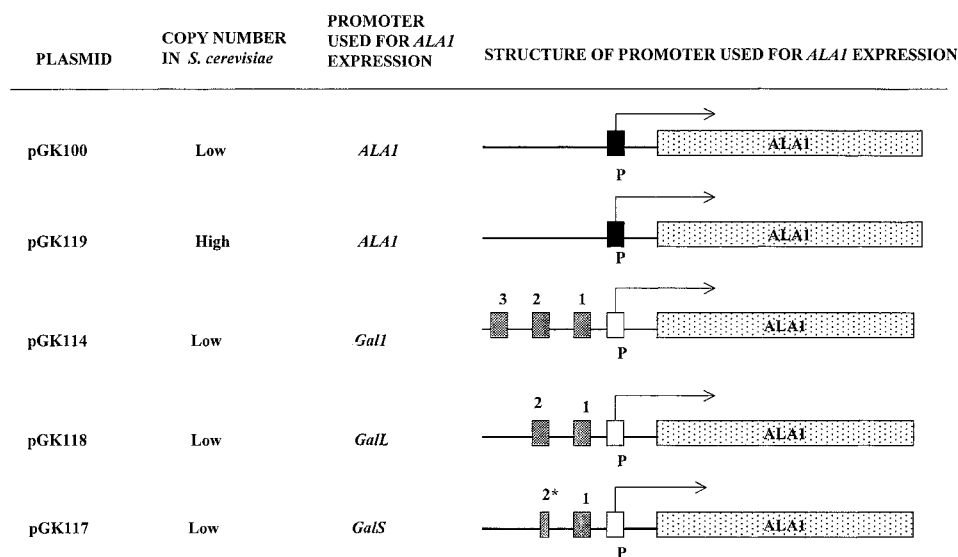 PLASMID
COPY NUMBER
IN S. cerevisiae
PROMOTER
USED FOR ALA1
EXPRESSION
STRUCTURE OF PROMOTER USED FOR ALA1 EXPRESSION
pGK100 Low ALA1 ALA1
P
pGK119 High ALA1 ALA1
P
3 2 1
pGK114 Low Gal1 ALA1
P
2 1
pGK118 Low GalL ALA1
P
2* 1
pGK117 Low GalS ALA1
P